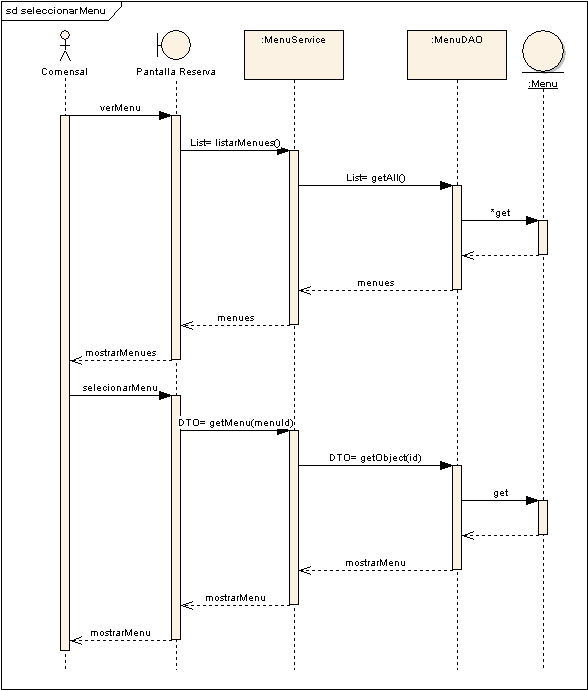 sd seleccionarMenu
Comensal
Pantalla Reserva
:MenuService
:MenuDAO
:Menu
verMenu
List= listarMenues()
List= getAll()
*get
menues
menues
mostrarMenues
selecionarMenu
DTO= getMenu(menuId)
DTO= getObject(id)
get
mostrarMenu
mostrarMenu
mostrarMenu